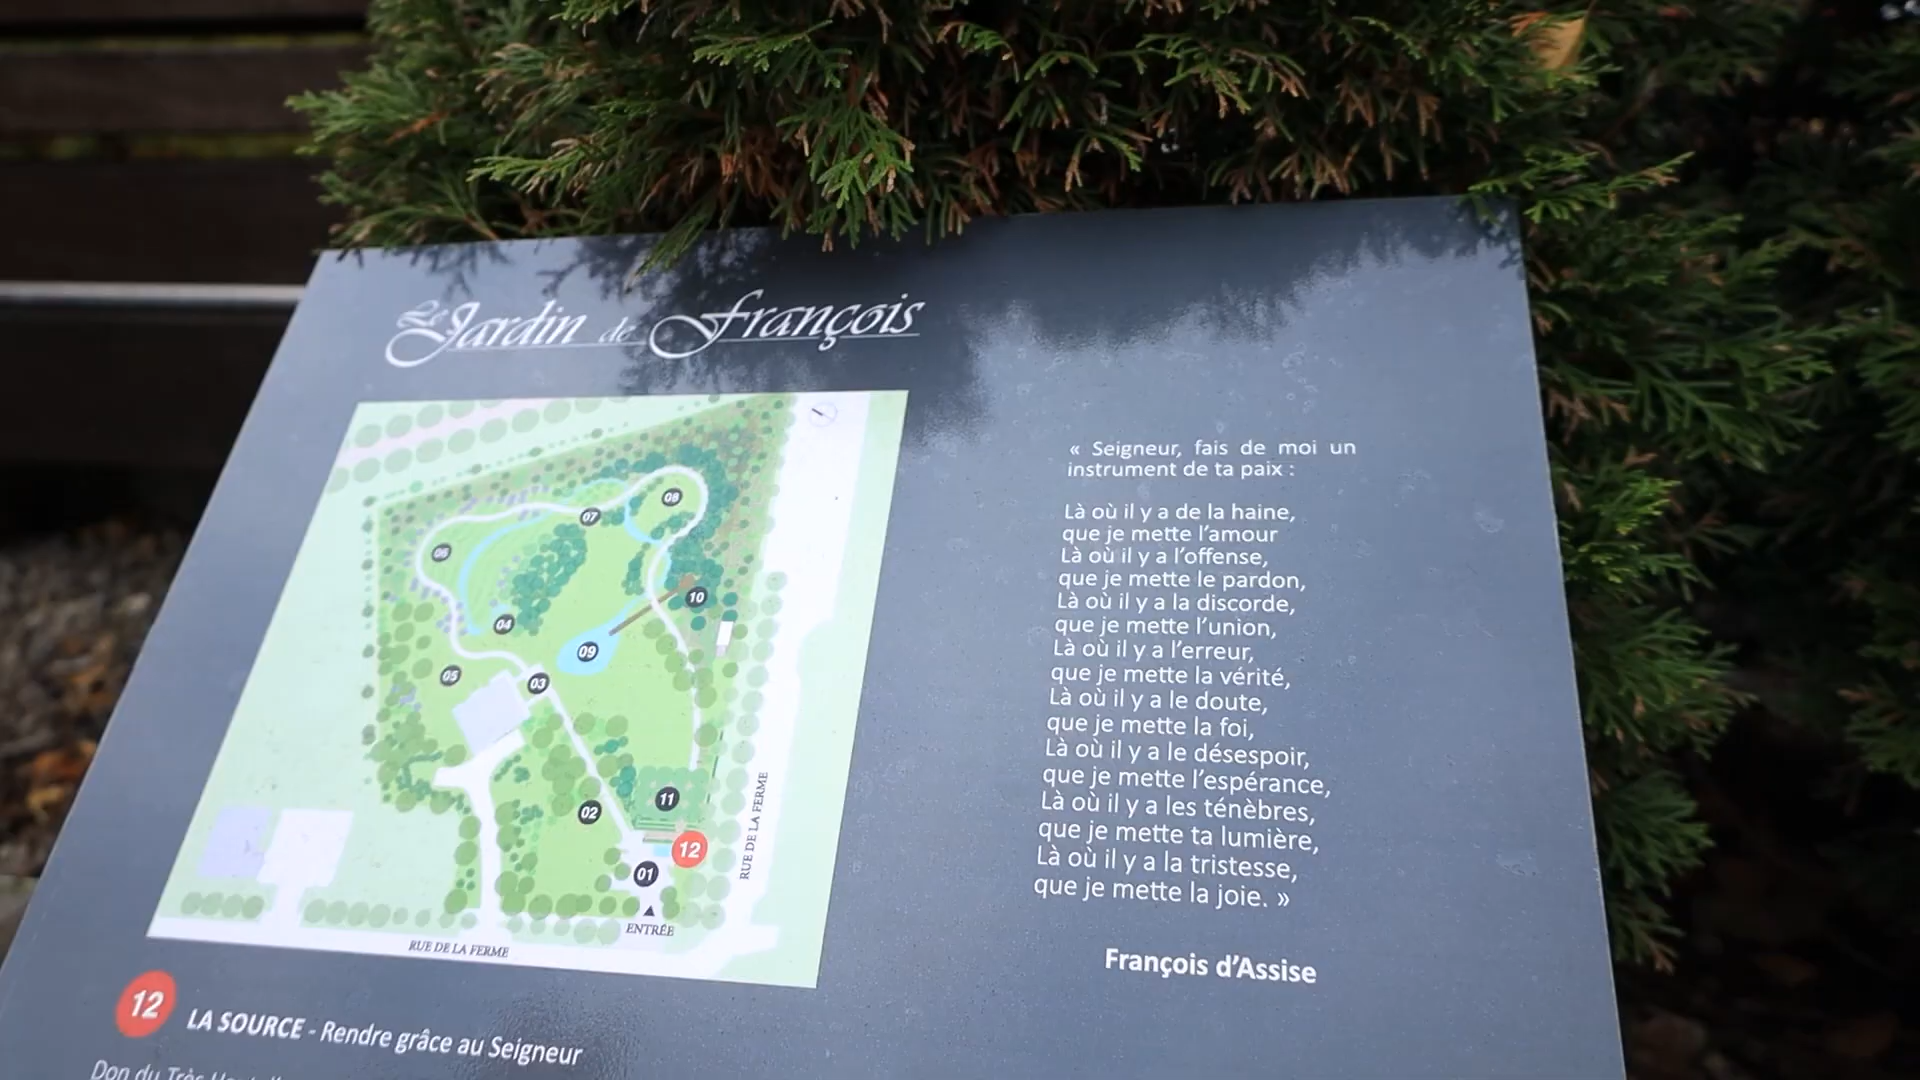 Le Jardin de François
« Seigneur, fais de moi un
instrument de ta paix :
Là où il y a de la haine,
que je mette l'amour
Là où il y a l'offense,
que je mette le pardon,
Là où il y a la discorde,
que je mette l'union,
Là où il y a l'erreur,
que je mette la vérité,
Là où il y a le doute,
que je mette la foi,
Là où il y a le désespoir,
que je mette l'espérance,
Là où il y a les ténèbres,
que je mette ta lumière,
Là où il y a la tristesse,
que je mette la joie. »
François d'Assise
08
07
06
10
04
09
05
03
11
02
12
01
ENTRÉE
RUE DE LA FERME
RUE DE LA FERME
12 LA SOURCE - Rendre grâce au Seigneur
Don du Très